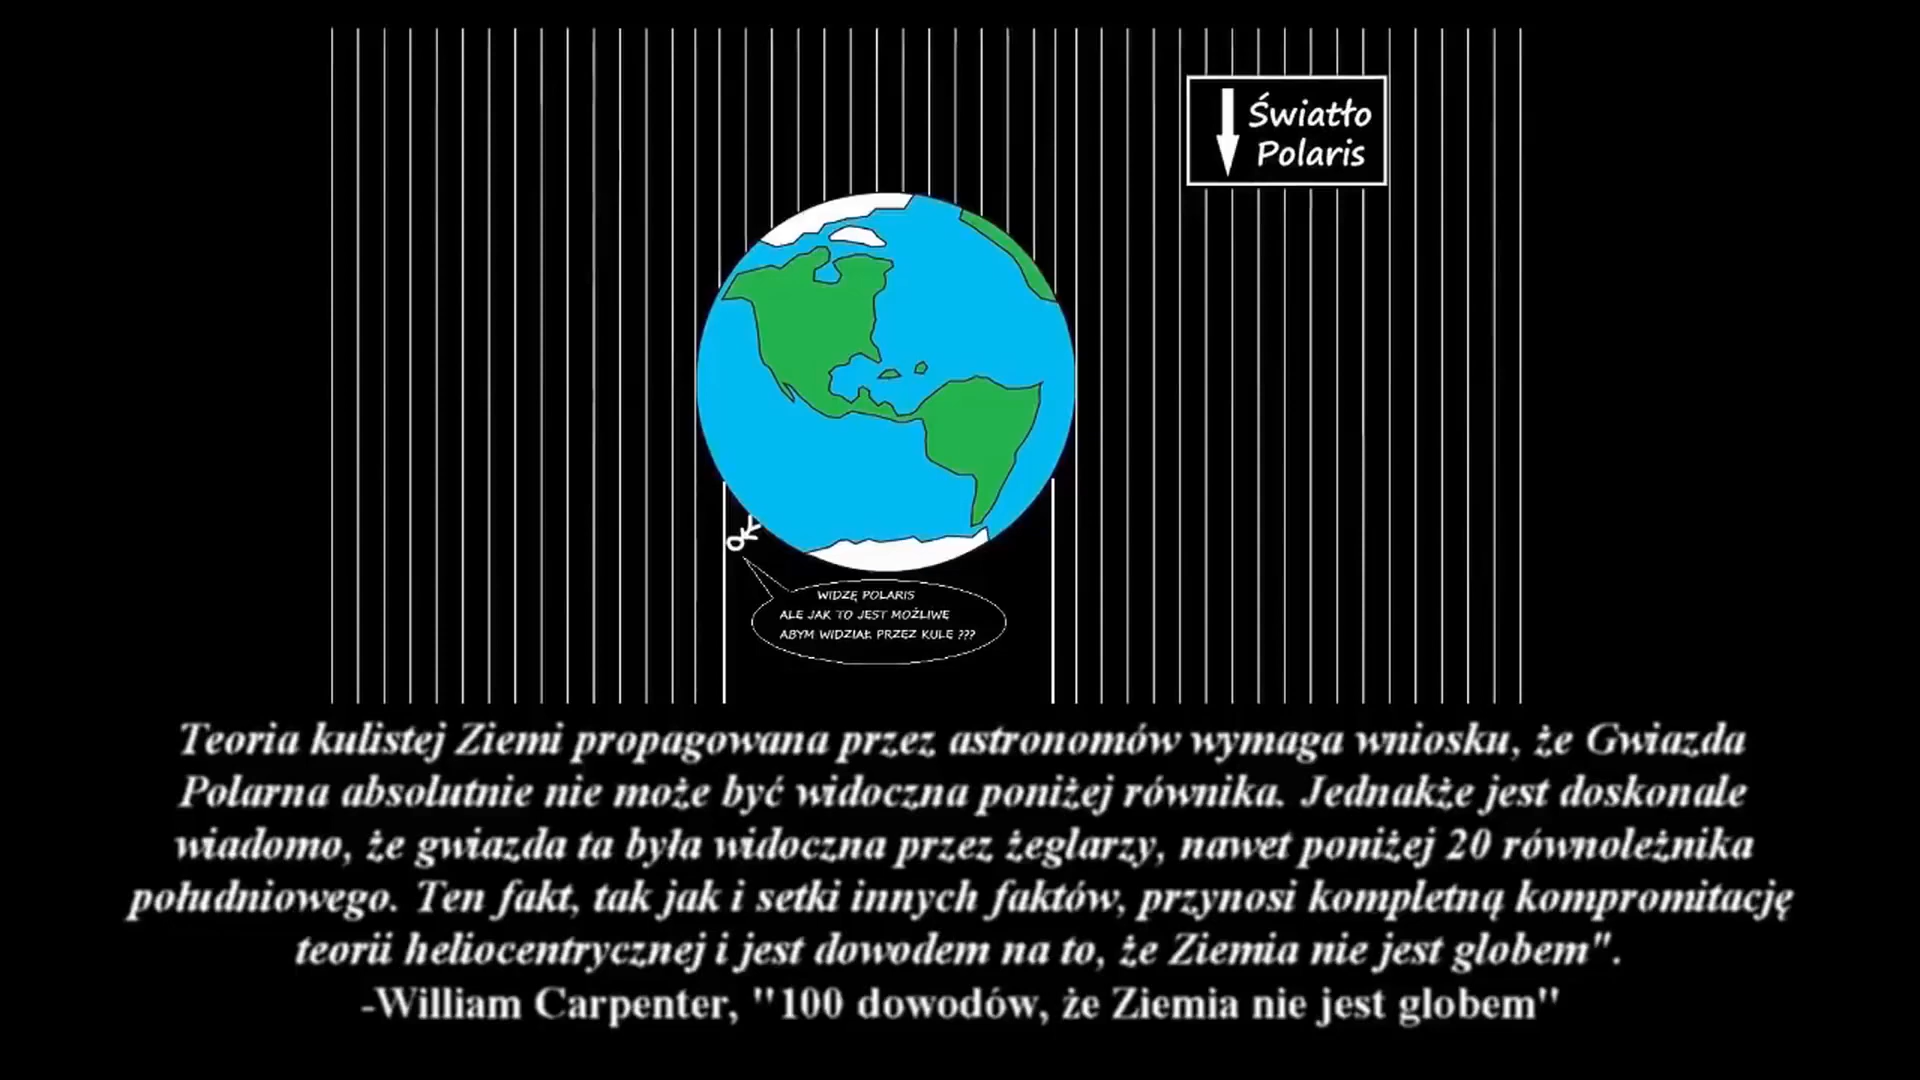 Światło
Polaris
WIDZĘ POLARIS
ALE JAK TO JEST MOŻLIWE
ABYM WIDZIAŁ PRZEZ KULE ???
Teoria kulistej Ziemi propagowana przez astronomów wymaga wniosku, że Gwiazda
Polarna absolutnie nie może być widoczna poniżej równika. Jednakże jest doskonale
wiadomo, że gwiazda ta była widoczna przez żeglarzy, nawet poniżej 20 równoleżnika
południowego. Ten fakt, tak jak i setki innych faktów, przynosi kompletną kompromitację
teorii heliocentrycznej i jest dowodem na to, że Ziemia nie jest globem".
-William Carpenter, "100 dowodów, że Ziemia nie jest globem"